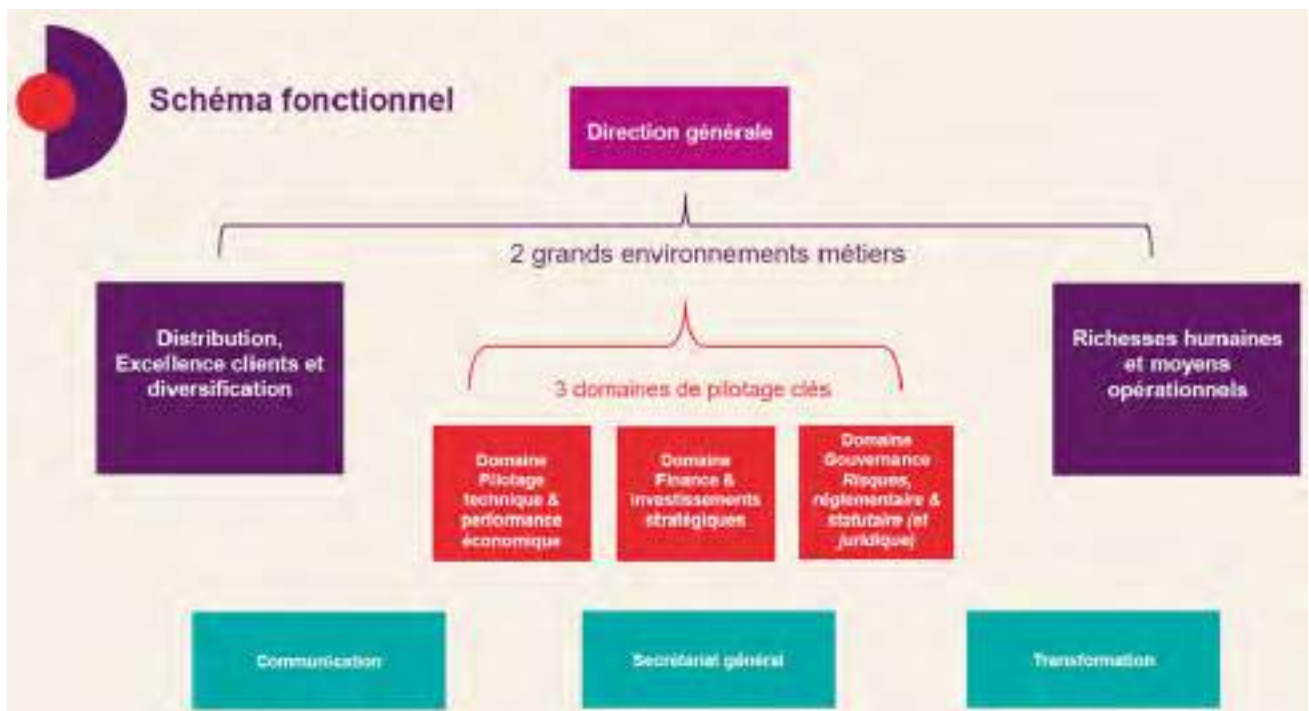 Schéma fonctionnel
Direction générale
2 grands environnements métiers
Distribution,
Excellence clients et
diversification
Richesses humaines
et moyens
opérationnels
3 domaines de pilotage clés
Domaine
Pilotage
technique &
performance
économique
Domaine
Finance &
investissements
stratégiques
Domaine
Gouvernance
Risques,
réglementaire &
statutaire (et
juridique)
Communication
Secrétariat général
Transformation